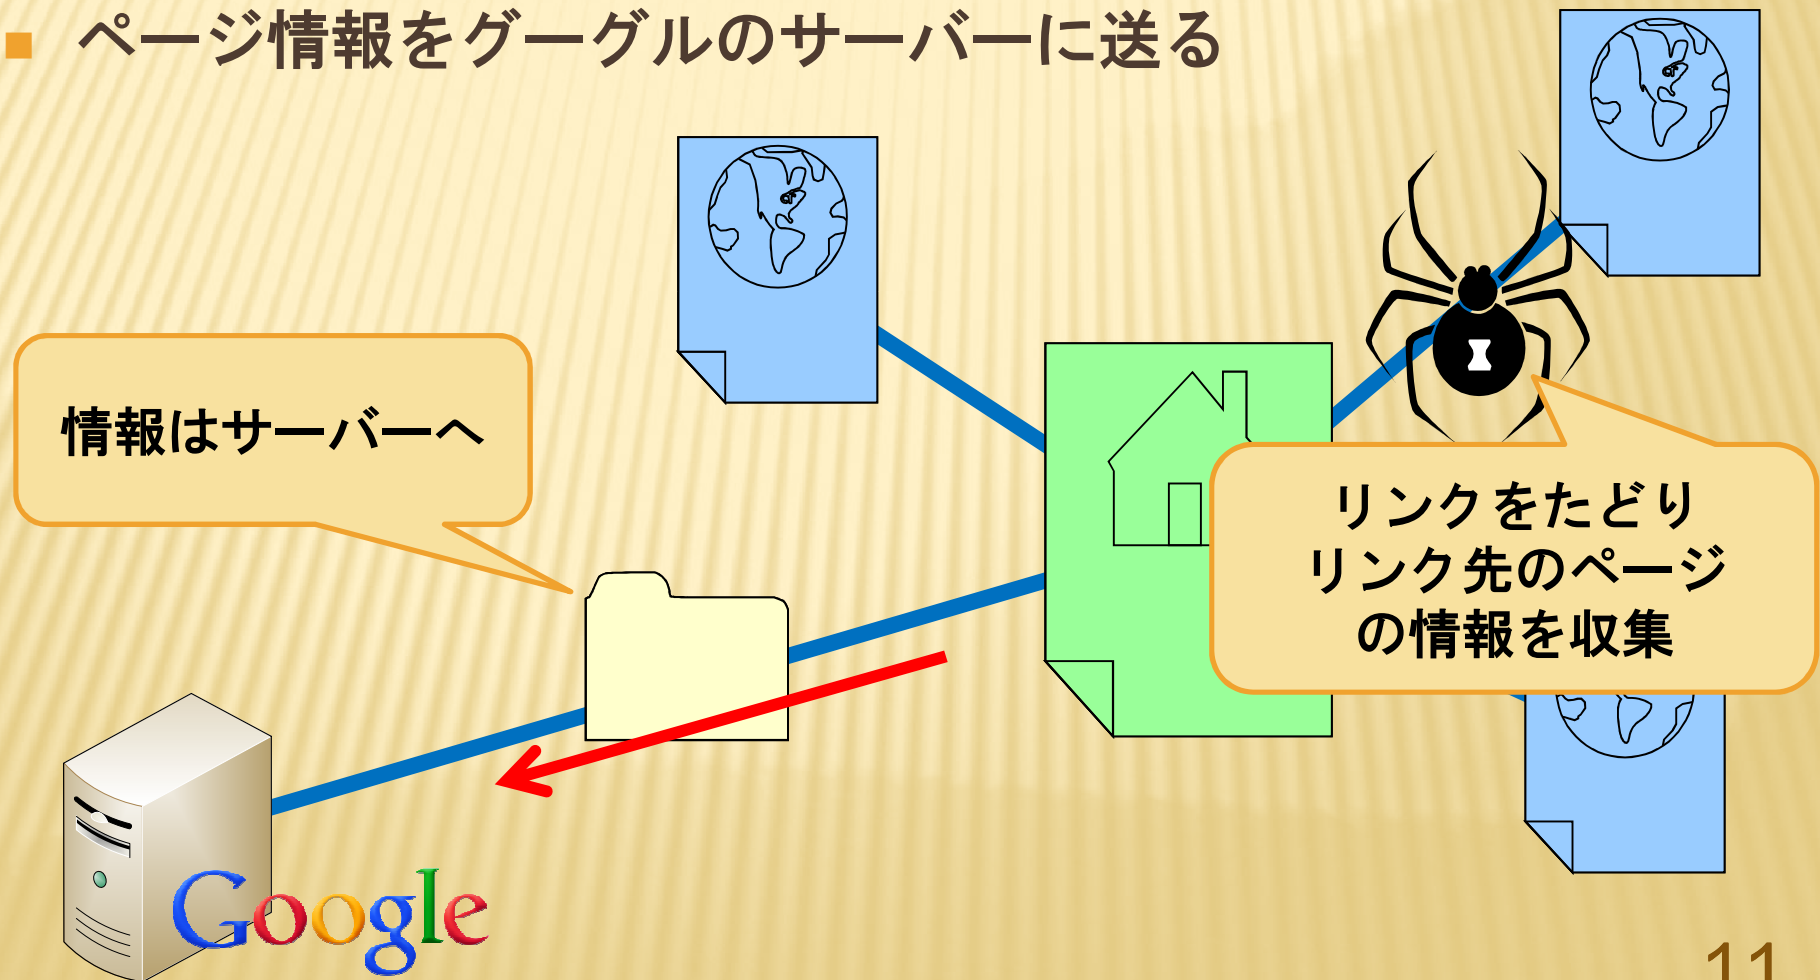 ページ情報をグーグルのサーバーに送る
情報はサーバーへ
リンクをたどり
リンク先のページ
の情報を収集
Google
11